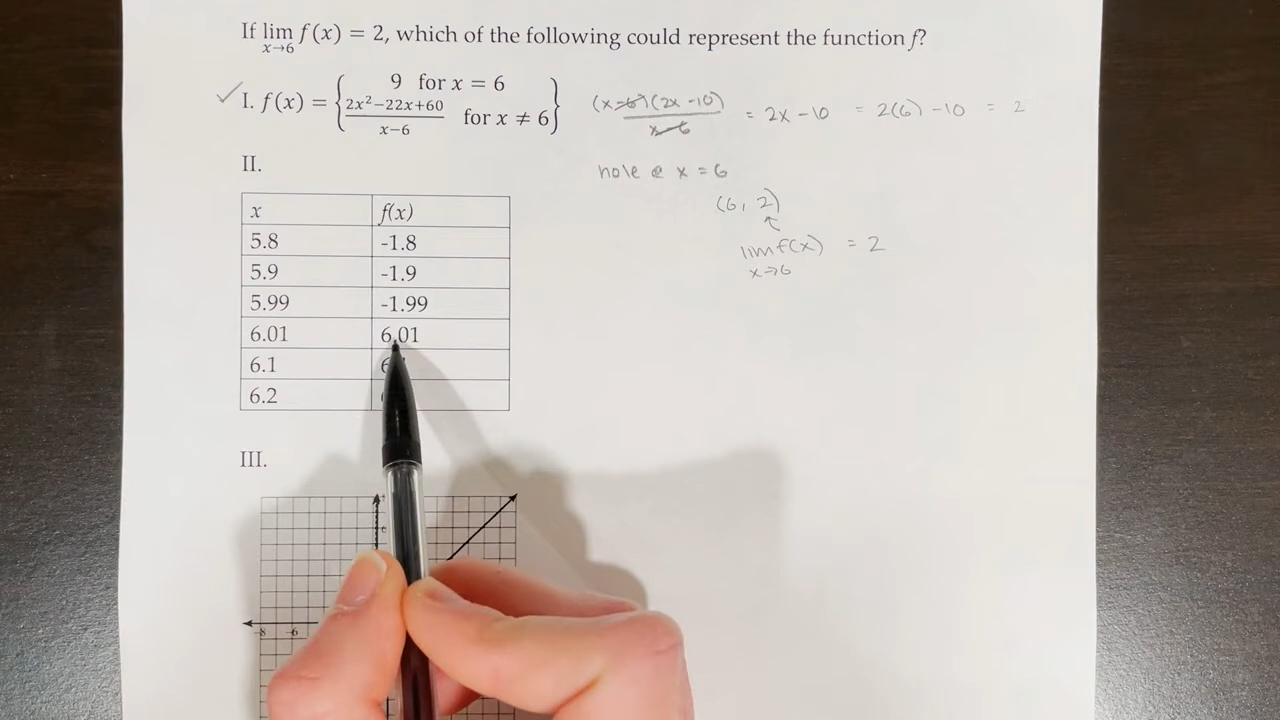 If lim f(x) = 2, which of the following could represent the function f?
x→6
I. f(x) = { 9 for x = 6
2x²−22x+60 / x−6 for x ≠ 6 }
(x-6)(2x-10) / x-6 = 2x-10 = 2(6)-10 = 2
II.
hole @ x = 6
(6, 2)
lim f(x) = 2
x→6
x f(x)
5.8 -1.8
5.9 -1.9
5.99 -1.99
6.01 6.01
6.1
6.2
III.
-8 -6